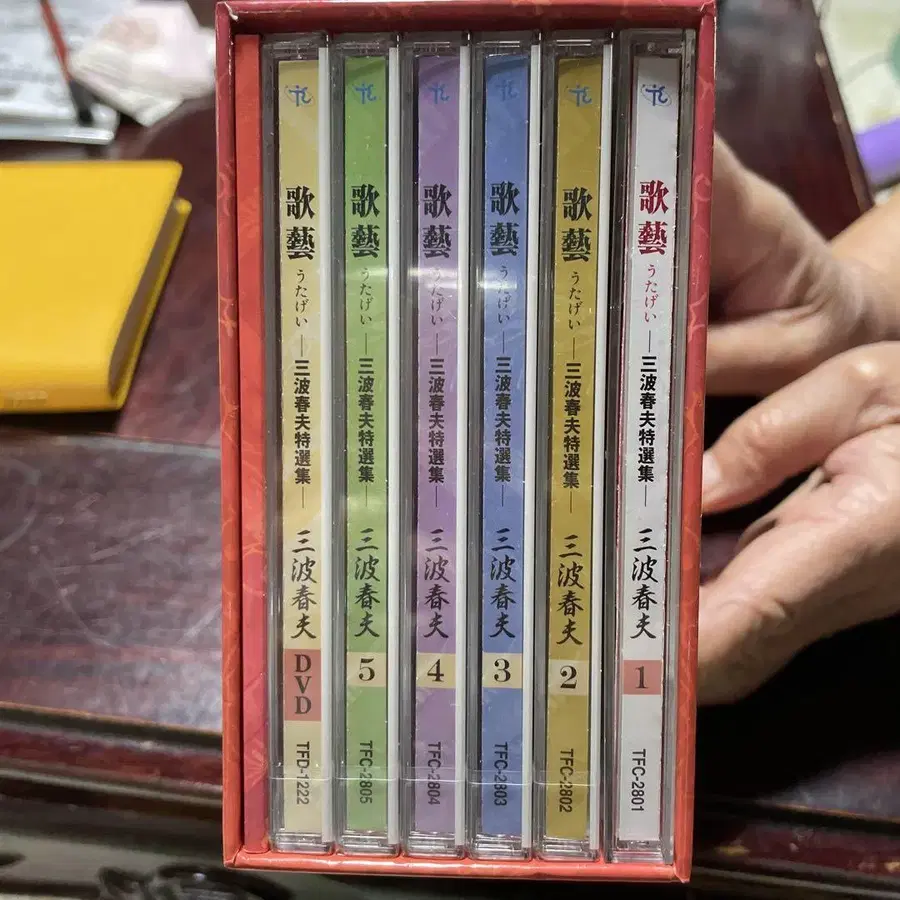 歌藝 うたげい ―三波春夫特選集― 三波春夫 1 TFC-2801
歌藝 うたげい ―三波春夫特選集― 三波春夫 2 TFC-2802
歌藝 うたげい ―三波春夫特選集― 三波春夫 3 TFC-2803
歌藝 うたげい ―三波春夫特選集― 三波春夫 4 TFC-2804
歌藝 うたげい ―三波春夫特選集― 三波春夫 5 TFC-2805
歌藝 うたげい ―三波春夫特選集― 三波春夫 DVD TFD-1222